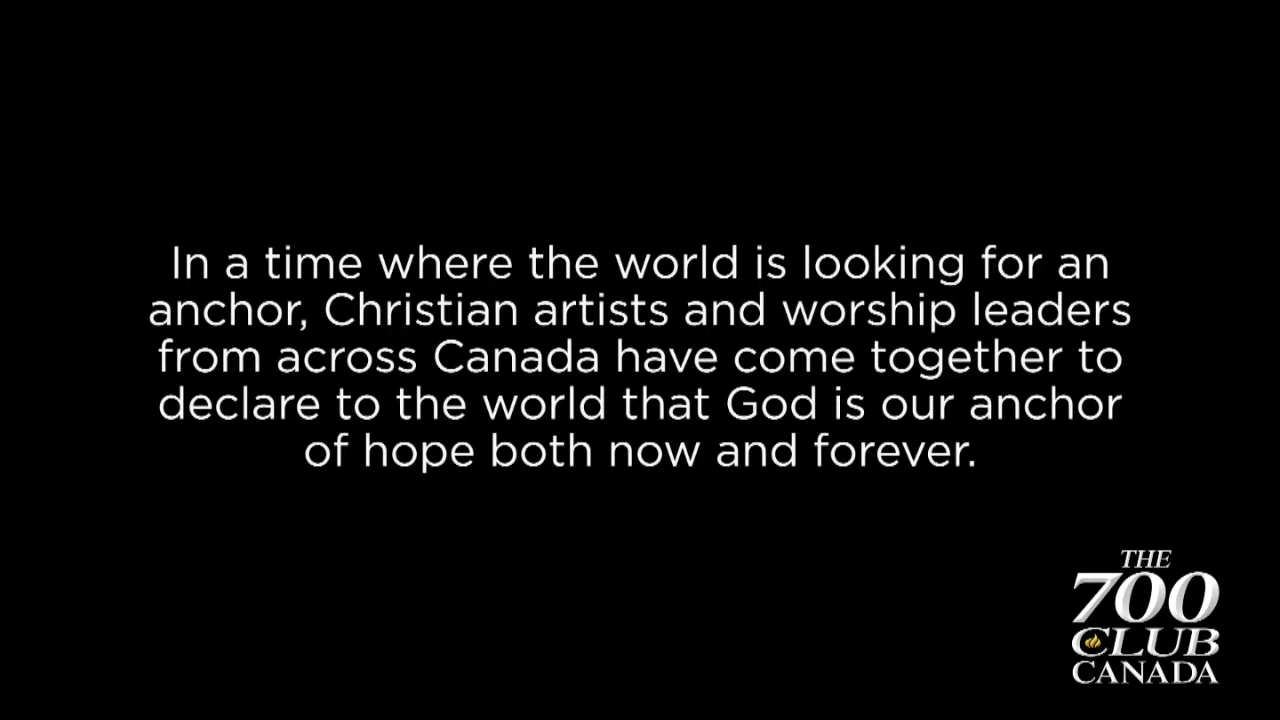 In a time where the world is looking for an
anchor, Christian artists and worship leaders
from across Canada have come together to
declare to the world that God is our anchor
of hope both now and forever.
THE
700
CLUB
CANADA